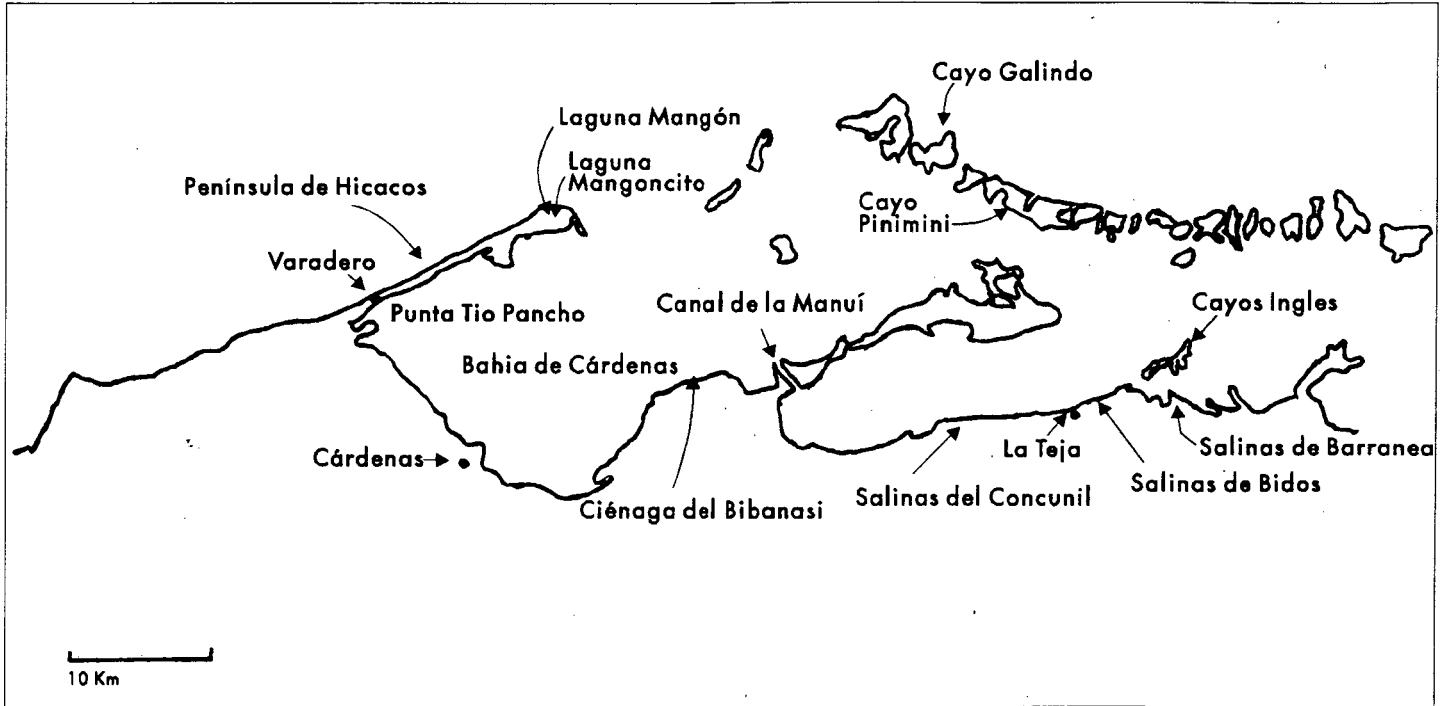 Cayo Galindo
Laguna Mangón
Laguna
Mangoncito
Península de Hicacos
Cayo
Pinimini
Varadero
Punta Tio Pancho
Canal de la Manuí
Cayos Ingles
Bahia de Cárdenas
Cárdenas
La Teja
Salinas de Barranea
Salinas de Bidos
Salinas del Concunil
Ciénaga del Bibanasi
10 Km